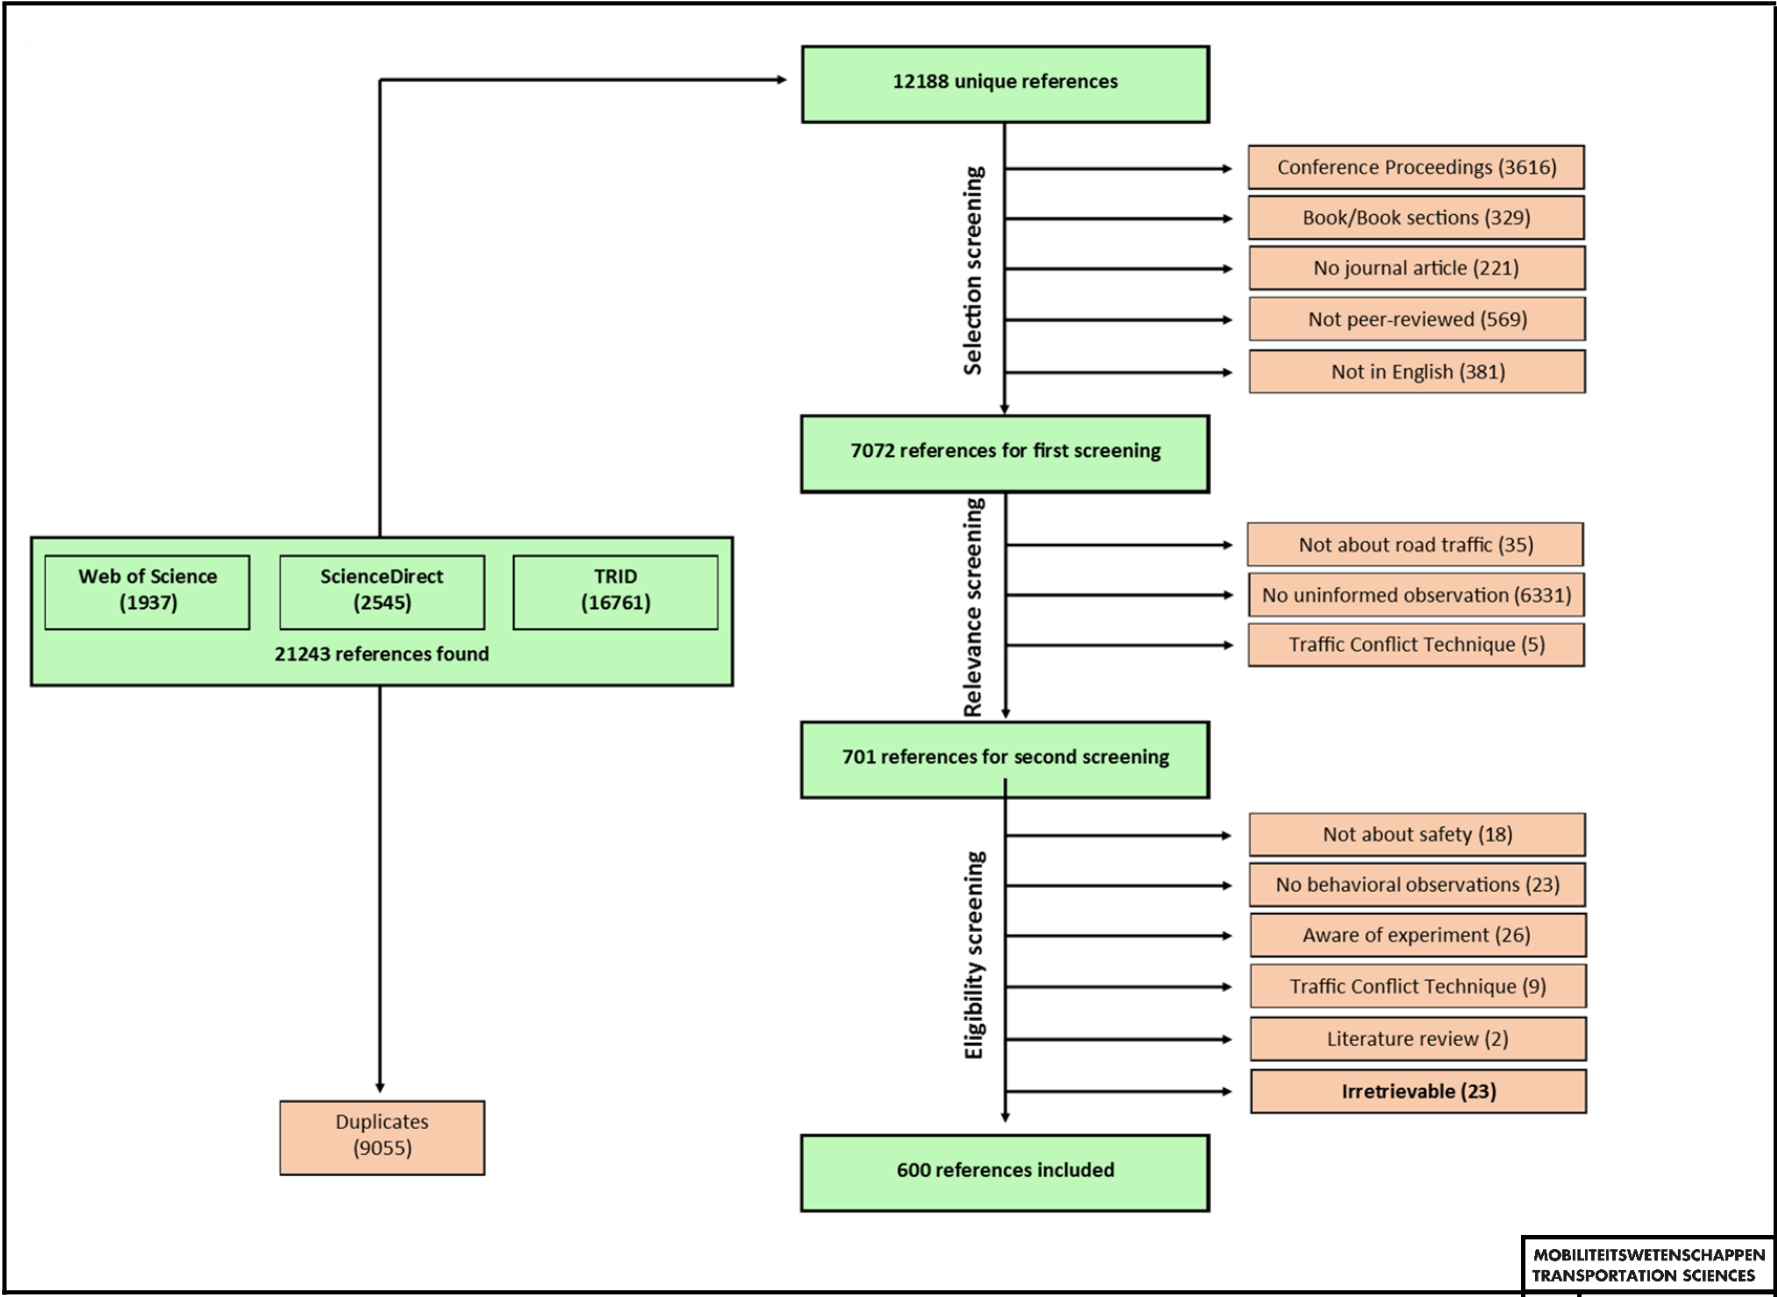 12188 unique references
Selection screening
Conference Proceedings (3616)
Book/Book sections (329)
No journal article (221)
Not peer-reviewed (569)
Not in English (381)
7072 references for first screening
Relevance screening
Not about road traffic (35)
No uninformed observation (6331)
Traffic Conflict Technique (5)
Web of Science
(1937)
ScienceDirect
(2545)
TRID
(16761)
21243 references found
701 references for second screening
Eligibility screening
Not about safety (18)
No behavioral observations (23)
Aware of experiment (26)
Traffic Conflict Technique (9)
Literature review (2)
Irretrievable (23)
Duplicates
(9055)
600 references included
MOBILITEITSWETENSCHAPPEN
TRANSPORTATION SCIENCES